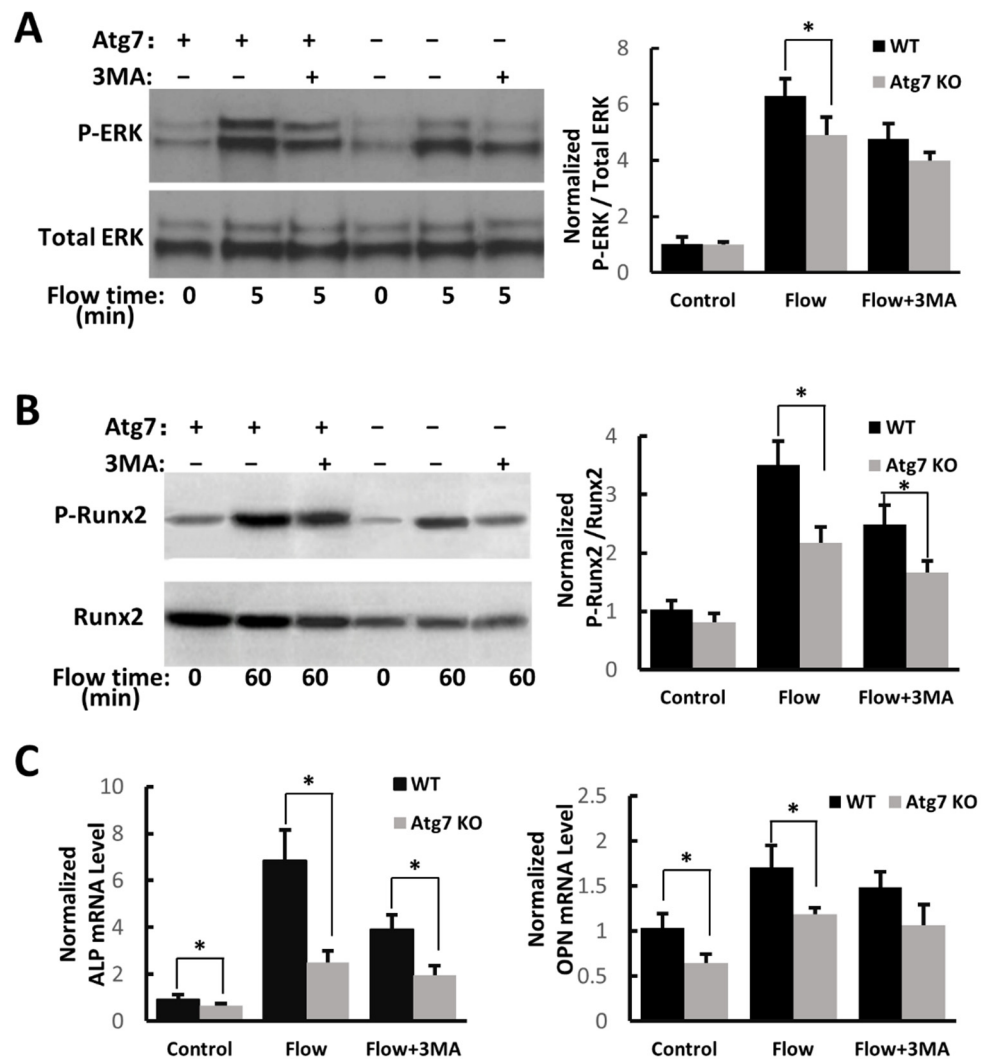 A
Atg7: + + + – – –
3MA: – – + – – +
P-ERK
Total ERK
Flow time: 0 5 5 0 5 5
(min)
Normalized
P-ERK / Total ERK
8
6
4
2
0
*
WT
Atg7 KO
Control Flow Flow+3MA
B
Atg7: + + + – – –
3MA: – – + – – +
P-Runx2
Runx2
Flow time: 0 60 60 0 60 60
(min)
Normalized
P-Runx2 /Runx2
4
3
2
1
0
*
*
WT
Atg7 KO
Control Flow Flow+3MA
C
Normalized
ALP mRNA Level
10
8
6
4
2
0
*
*
*
WT
Atg7 KO
Control Flow Flow+3MA
Normalized
OPN mRNA Level
2.5
2
1.5
1
0.5
0
*
*
WT Atg7 KO
Control Flow Flow+3MA